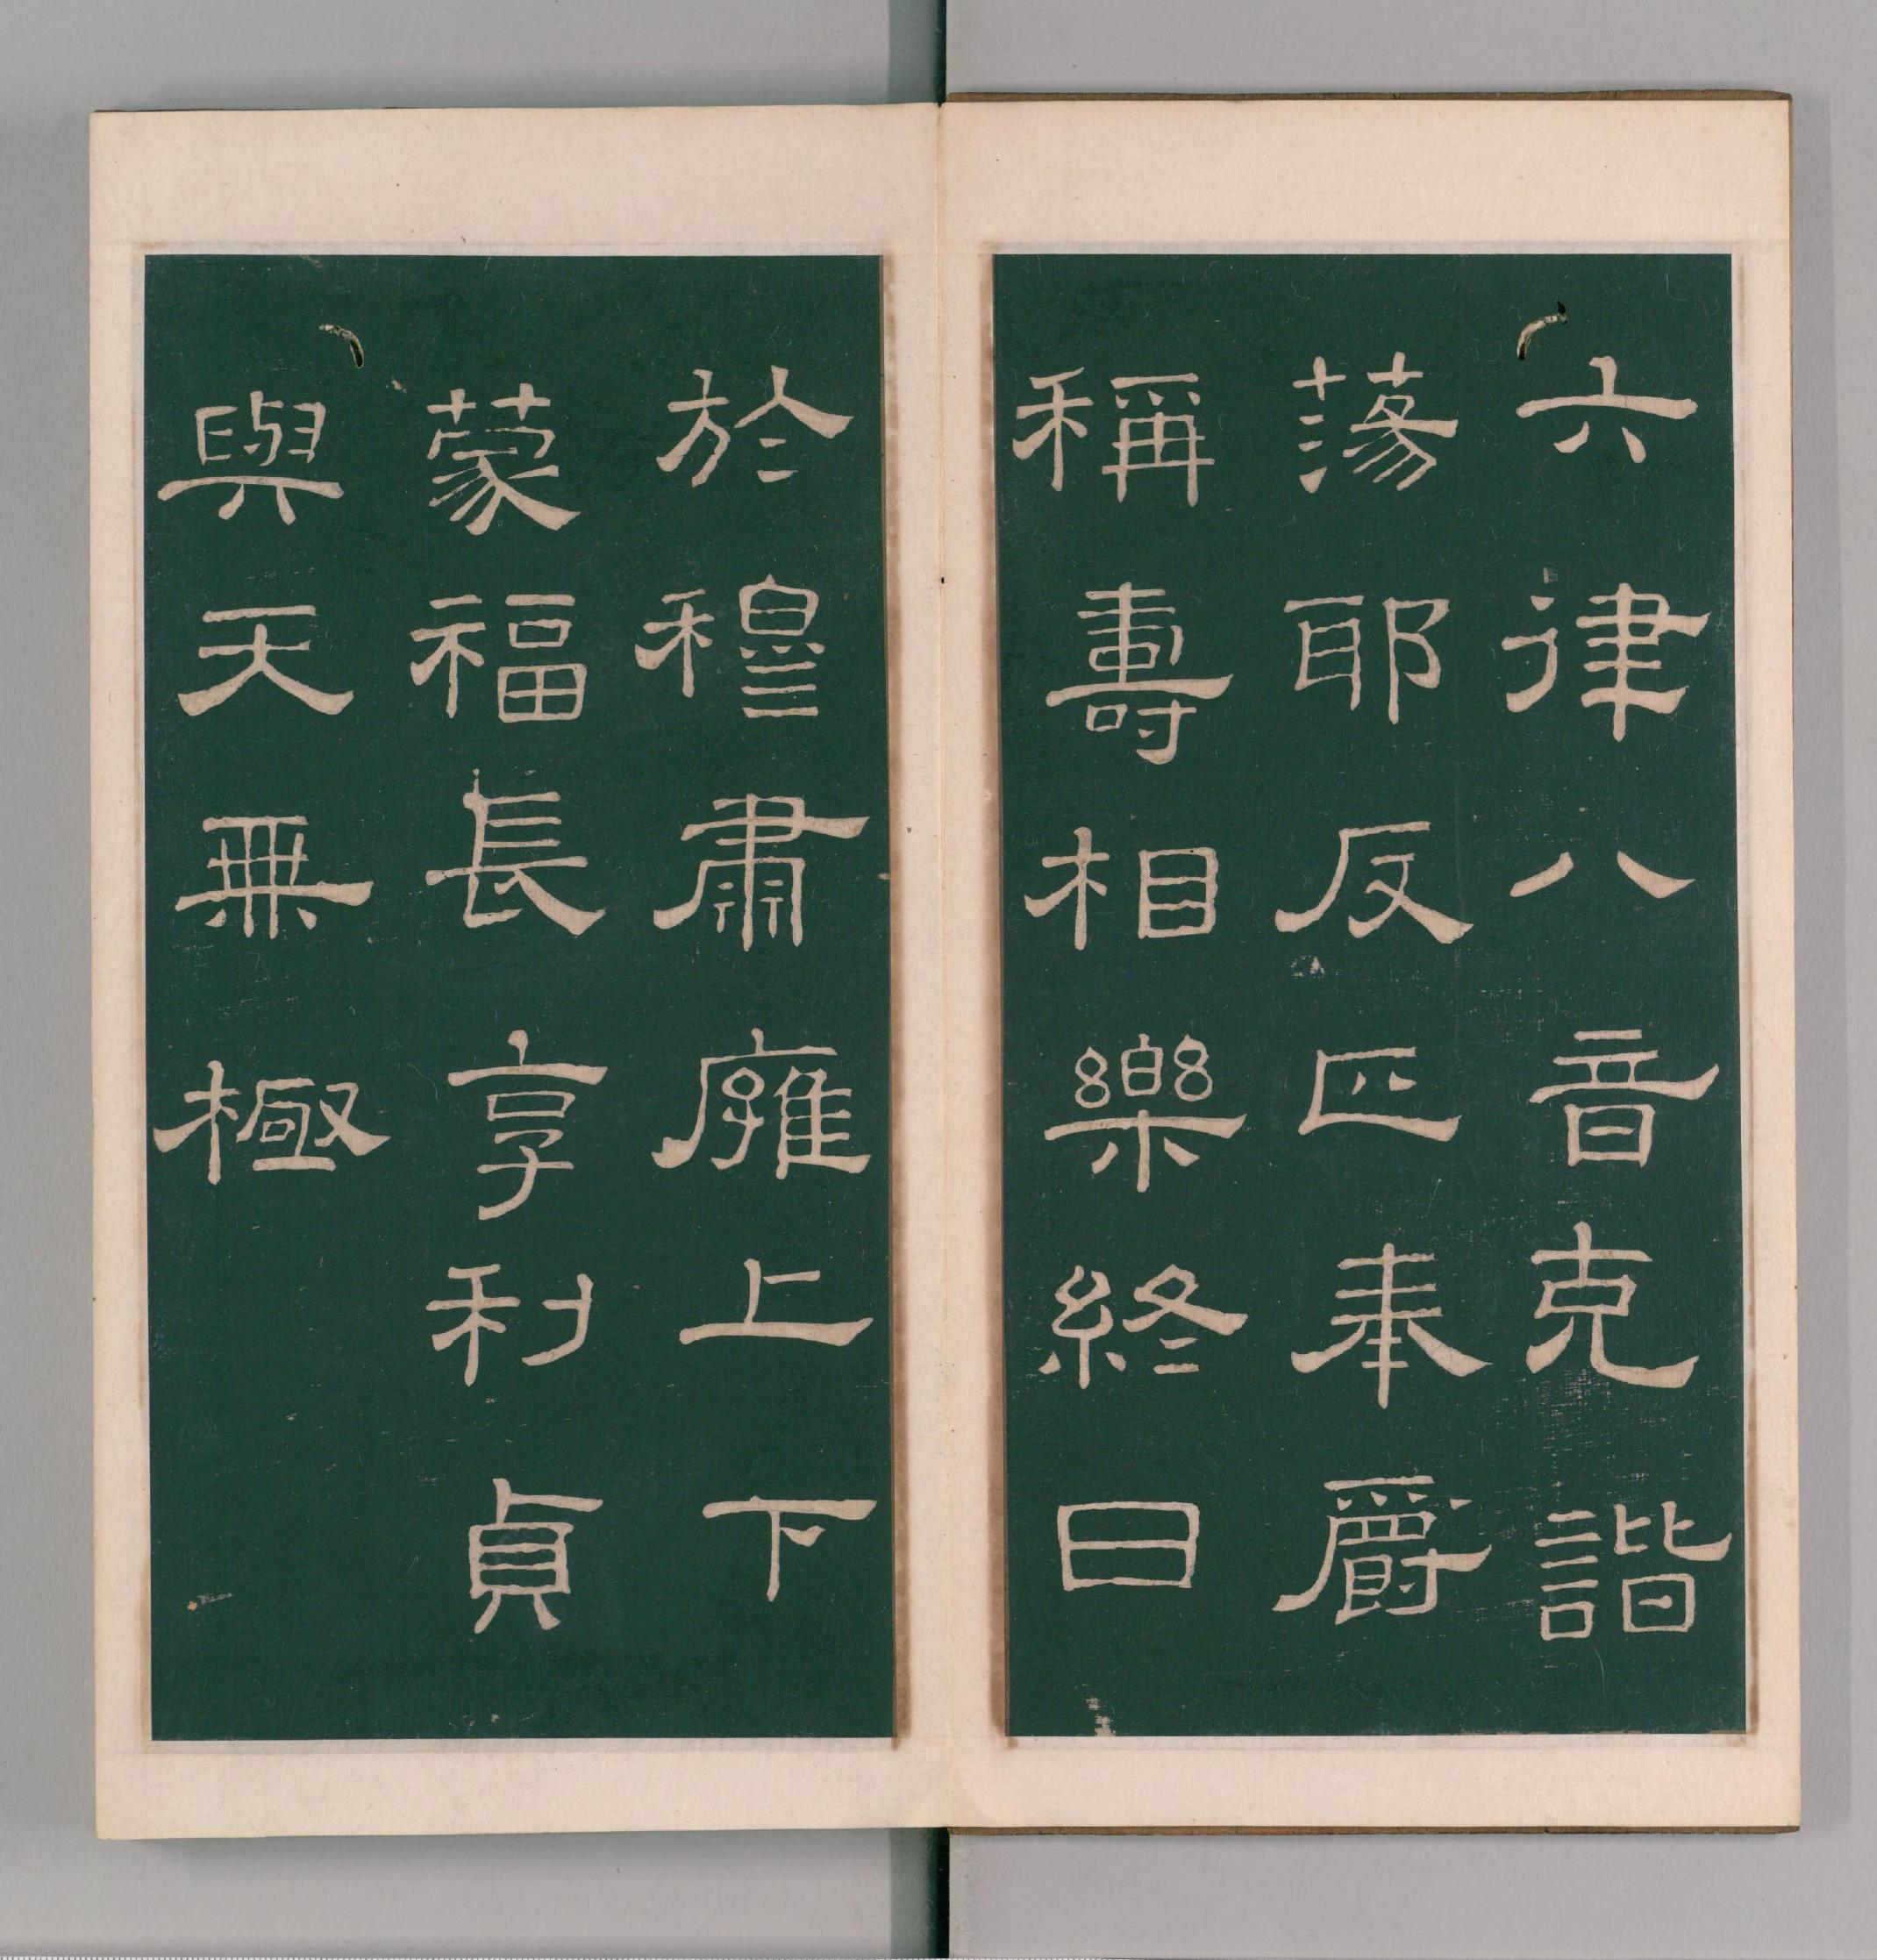 六律八音克諧
蕩耶反匹奉爵
稱壽相樂終日
於穆肅廱上下
蒙福長享利貞
與天無極